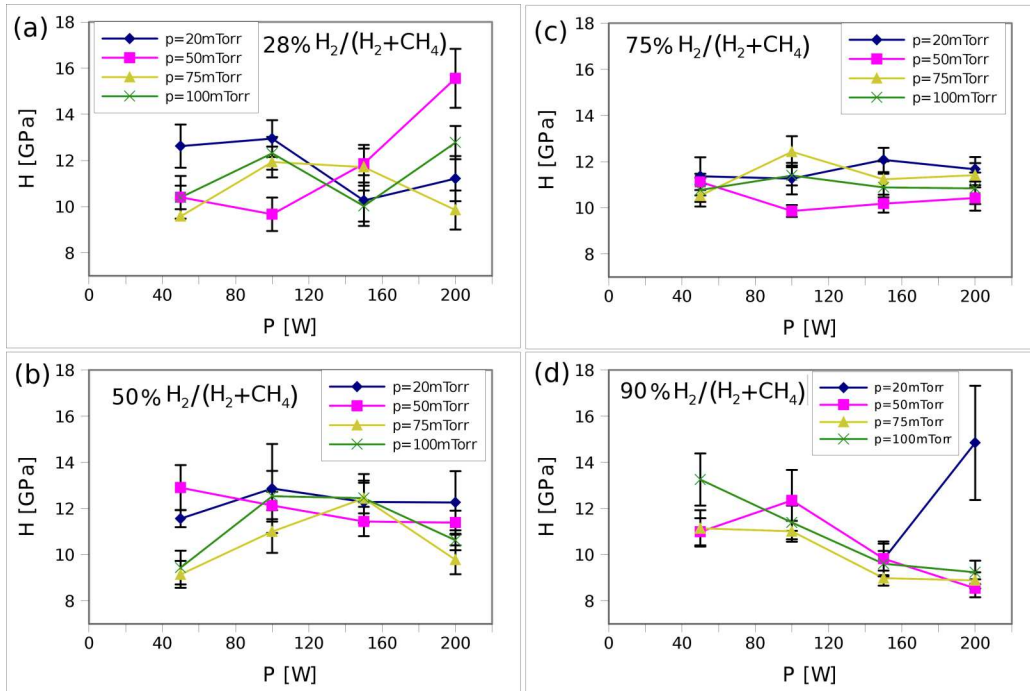 (a)
28% H₂/(H₂+CH₄)
p=20mTorr
p=50mTorr
p=75mTorr
p=100mTorr
H [GPa]
18
16
14
12
10
8
0 40 80 120 160 200
P [W]
(c)
75% H₂/(H₂+CH₄)
p=20mTorr
p=50mTorr
p=75mTorr
p=100mTorr
H [GPa]
18
16
14
12
10
8
0 40 80 120 160 200
P [W]
(b)
50% H₂/(H₂+CH₄)
p=20mTorr
p=50mTorr
p=75mTorr
p=100mTorr
H [GPa]
18
16
14
12
10
8
0 40 80 120 160 200
P [W]
(d)
90% H₂/(H₂+CH₄)
p=20mTorr
p=50mTorr
p=75mTorr
p=100mTorr
H [GPa]
18
16
14
12
10
8
0 40 80 120 160 200
P [W]